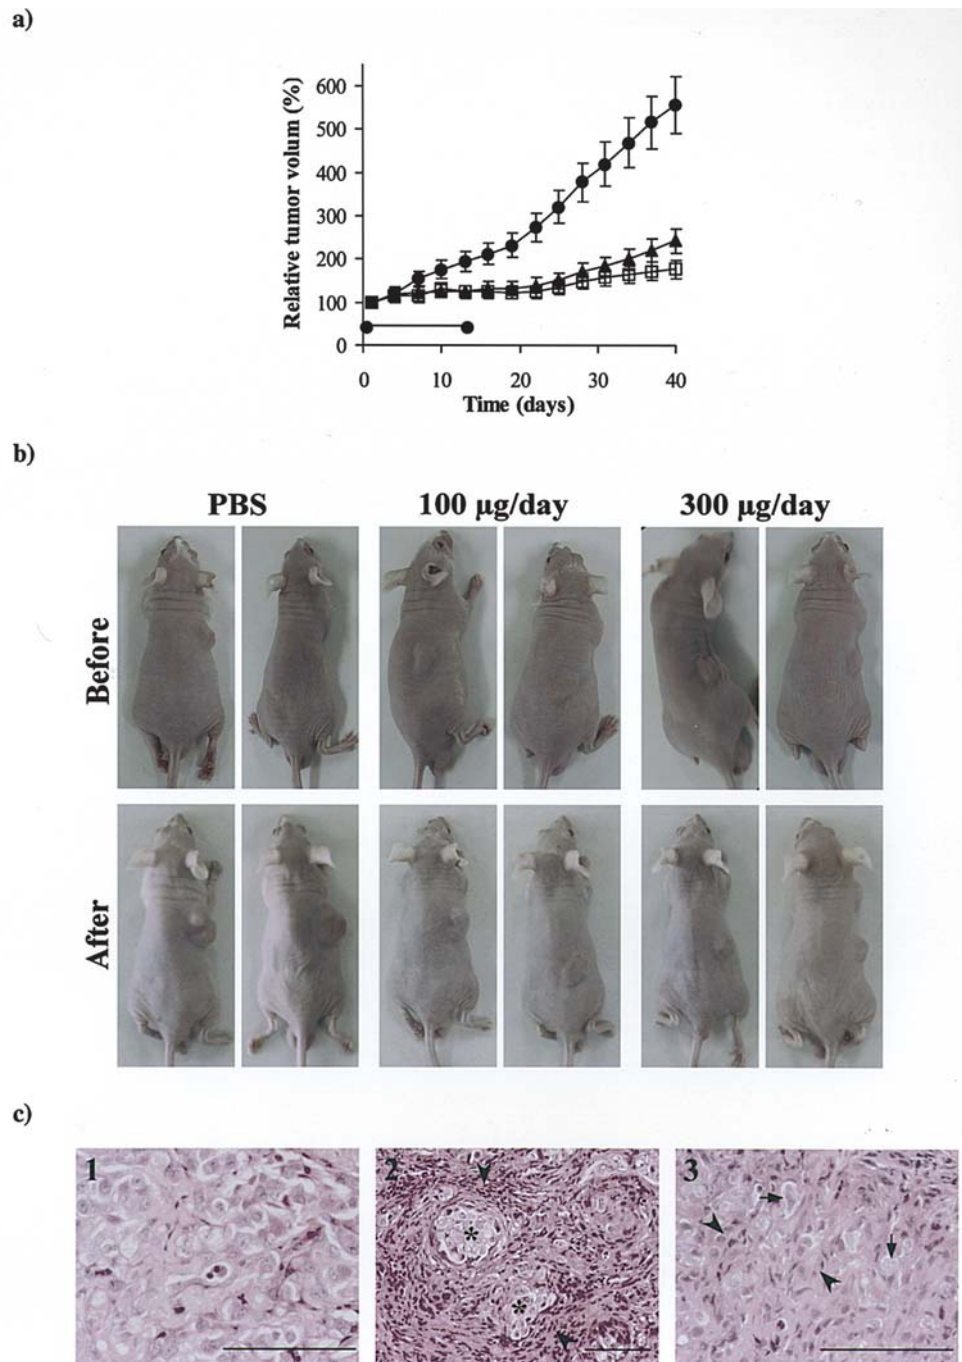 a)
Relative tumor volum (%)
600
500
400
300
200
100
0
0 10 20 30 40
Time (days)
b)
PBS 100 µg/day 300 µg/day
Before
After
c)
1 2 3
* 
*